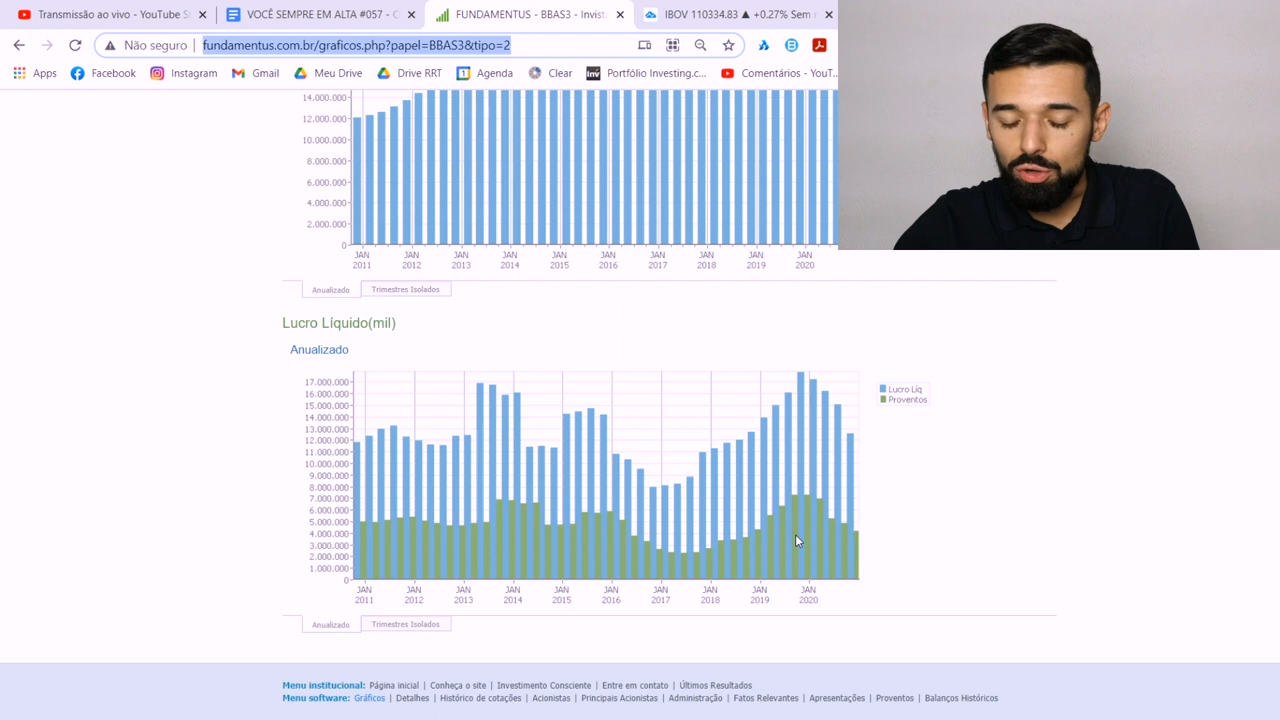 Transmissão ao vivo - YouTube S
VOCÊ SEMPRE EM ALTA #057 -
FUNDAMENTUS - BBAS3 - Invist
IBOV 110334.83 ▲ +0.27% Sem
Não seguro
fundamentus.com.br/graficos.php?papel=BBAS3&tipo=2
Apps
Facebook
Instagram
Gmail
Meu Drive
Drive RRT
Agenda
Clear
Portfólio Investing.c...
Comentários - YouT...
14.000.000
12.000.000
10.000.000
8.000.000
6.000.000
4.000.000
2.000.000
0
JAN JAN JAN JAN JAN JAN JAN JAN JAN JAN
2011 2012 2013 2014 2015 2016 2017 2018 2019 2020
Anualizado
Trimestres Isolados
Lucro Líquido(mil)
Anualizado
17.000.000
16.000.000
15.000.000
14.000.000
13.000.000
12.000.000
11.000.000
10.000.000
9.000.000
8.000.000
7.000.000
6.000.000
5.000.000
4.000.000
3.000.000
2.000.000
1.000.000
0
Lucro Líq
Proventos
JAN JAN JAN JAN JAN JAN JAN JAN JAN JAN
2011 2012 2013 2014 2015 2016 2017 2018 2019 2020
Anualizado
Trimestres Isolados
Menu institucional: Página inicial | Conheça o site | Investimento Consciente | Entre em contato | Últimos Resultados
Menu software: Gráficos | Detalhes | Histórico de cotações | Acionistas | Principais Acionistas | Administração | Fatos Relevantes | Apresentações | Proventos | Balanços Históricos